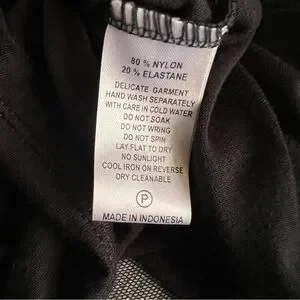 80 % NYLON
20 % ELASTANE
DELICATE GARMENT
HAND WASH SEPARATELY
WITH CARE IN COLD WATER
DO NOT SOAK
DO NOT WRING
DO NOT SPIN
LAY FLAT TO DRY
NO SUNLIGHT
COOL IRON ON REVERSE
DRY CLEANABLE
P
MADE IN INDONESIA